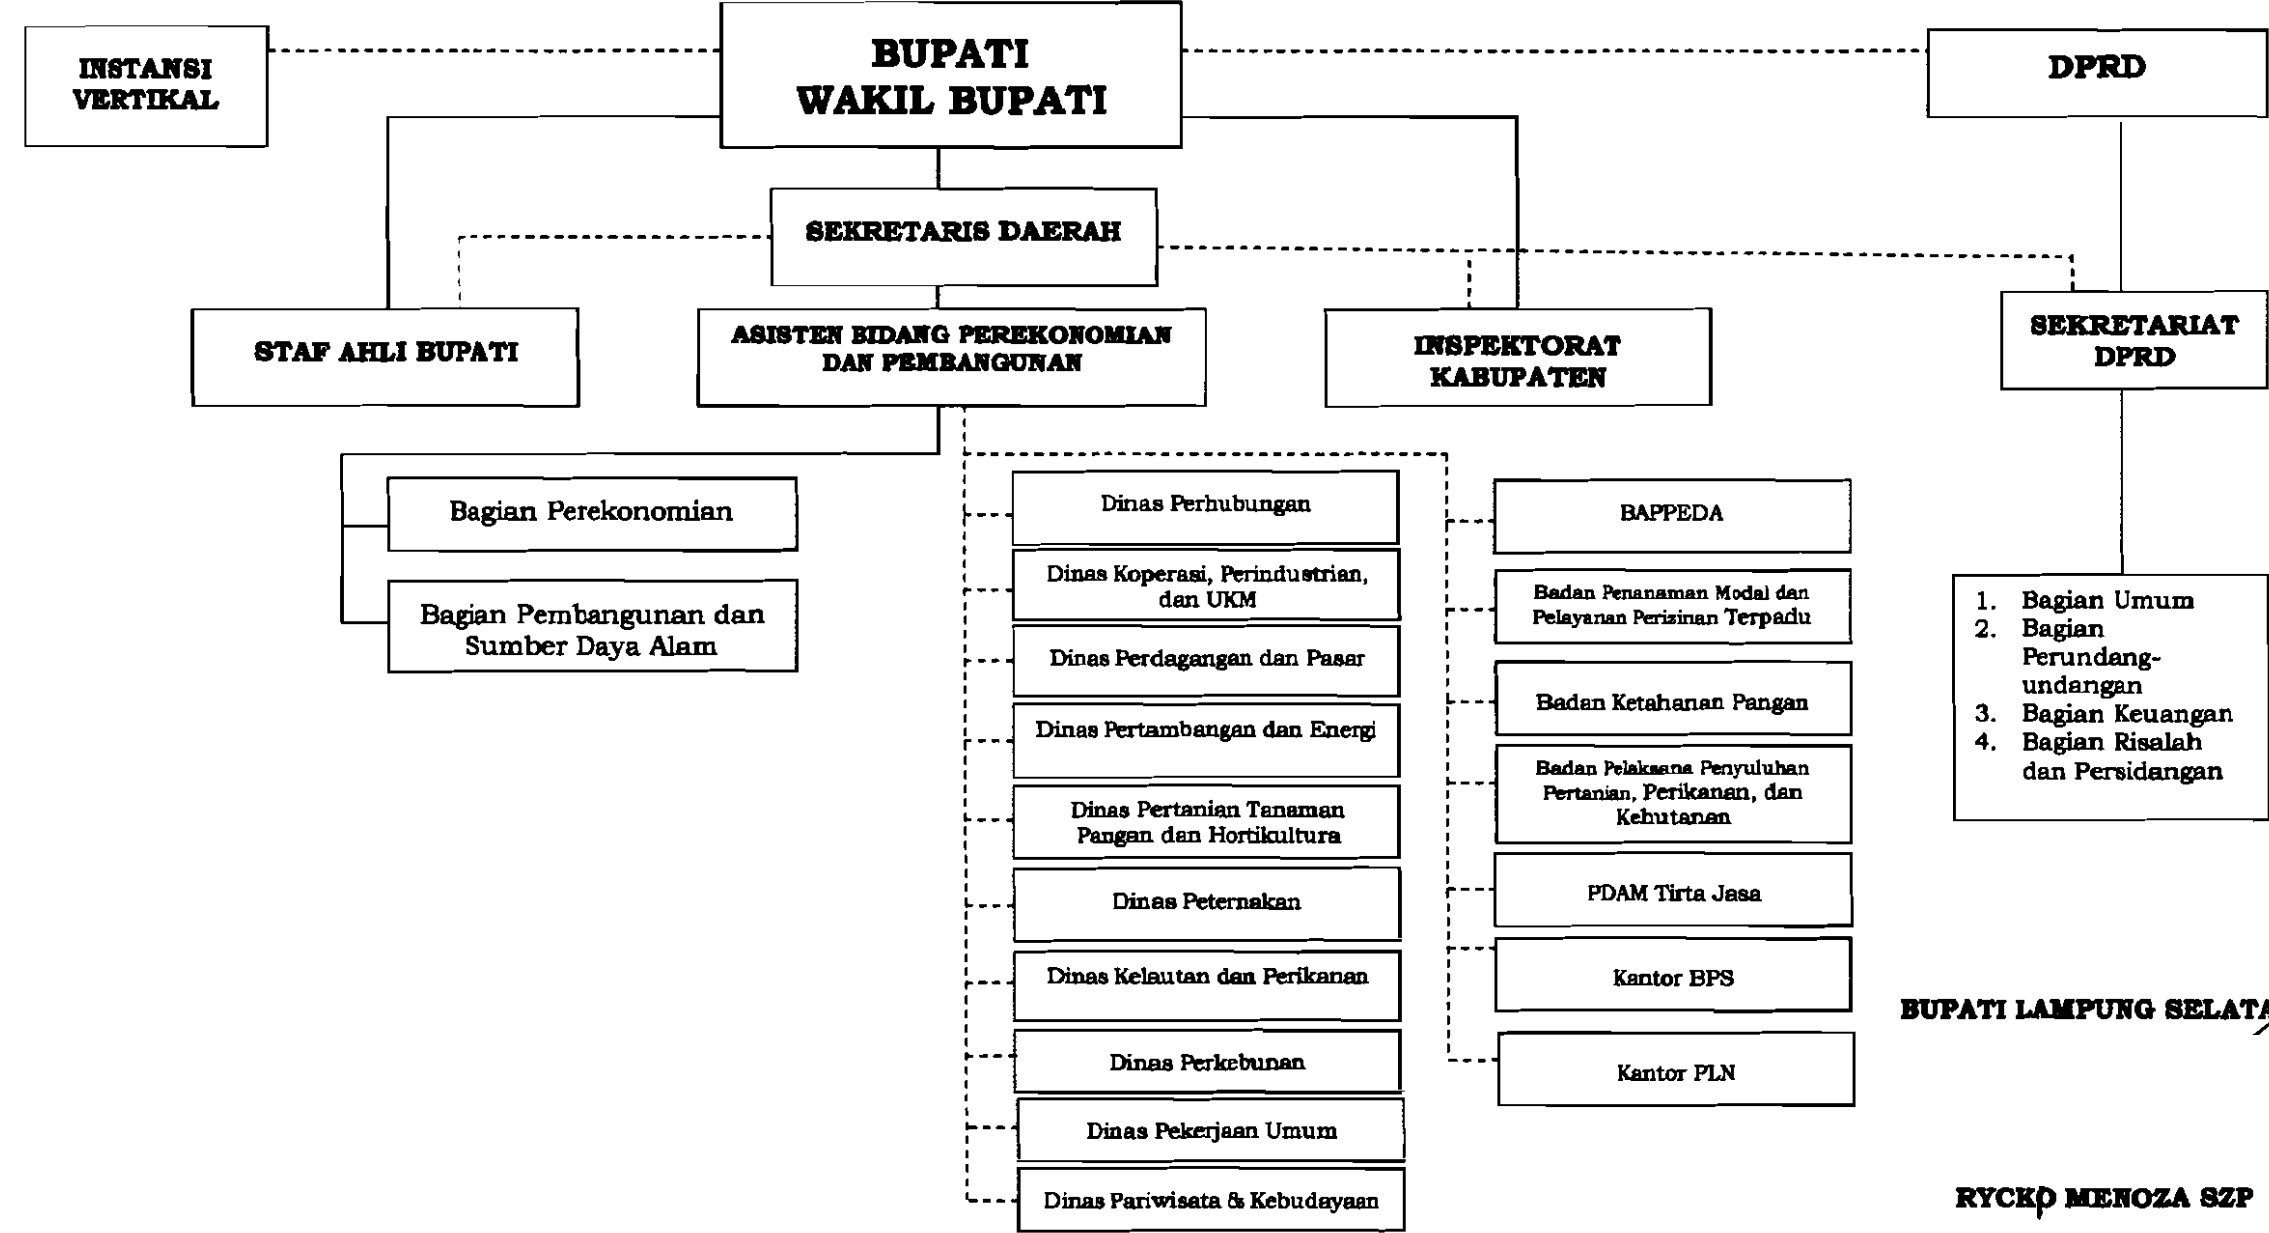 INSTANSI
VERTIKAL
BUPATI
WAKIL BUPATI
DPRD
SEKRETARIS DAERAH
STAF AHLI BUPATI
ASISTEN BIDANG PEREKONOMIAN
DAN PEMBANGUNAN
INSPEKTORAT
KABUPATEN
SEKRETARIAT
DPRD
Bagian Perekonomian
Bagian Pembangunan dan
Sumber Daya Alam
Dinas Perhubungan
Dinas Koperasi, Perindustrian,
dan UKM
Dinas Perdagangan dan Pasar
Dinas Pertambangan dan Energi
Dinas Pertanian Tanaman
Pangan dan Hortikultura
Dinas Peternakan
Dinas Kelautan dan Perikanan
Dinas Perkebunan
Dinas Pekerjaan Umum
Dinas Pariwisata & Kebudayaan
BAPPEDA
Badan Penanaman Modal dan
Pelayanan Perizinan Terpadu
Badan Ketahanan Pangan
Badan Pelaksana Penyuluhan
Pertanian, Perikanan, dan
Kehutanan
PDAM Tirta Jasa
Kantor BPS
Kantor PLN
1. Bagian Umum
2. Bagian
Perundang-
undangan
3. Bagian Keuangan
4. Bagian Risalah
dan Persidangan
BUPATI LAMPUNG SELATA
RYCKO MENOZA SZP